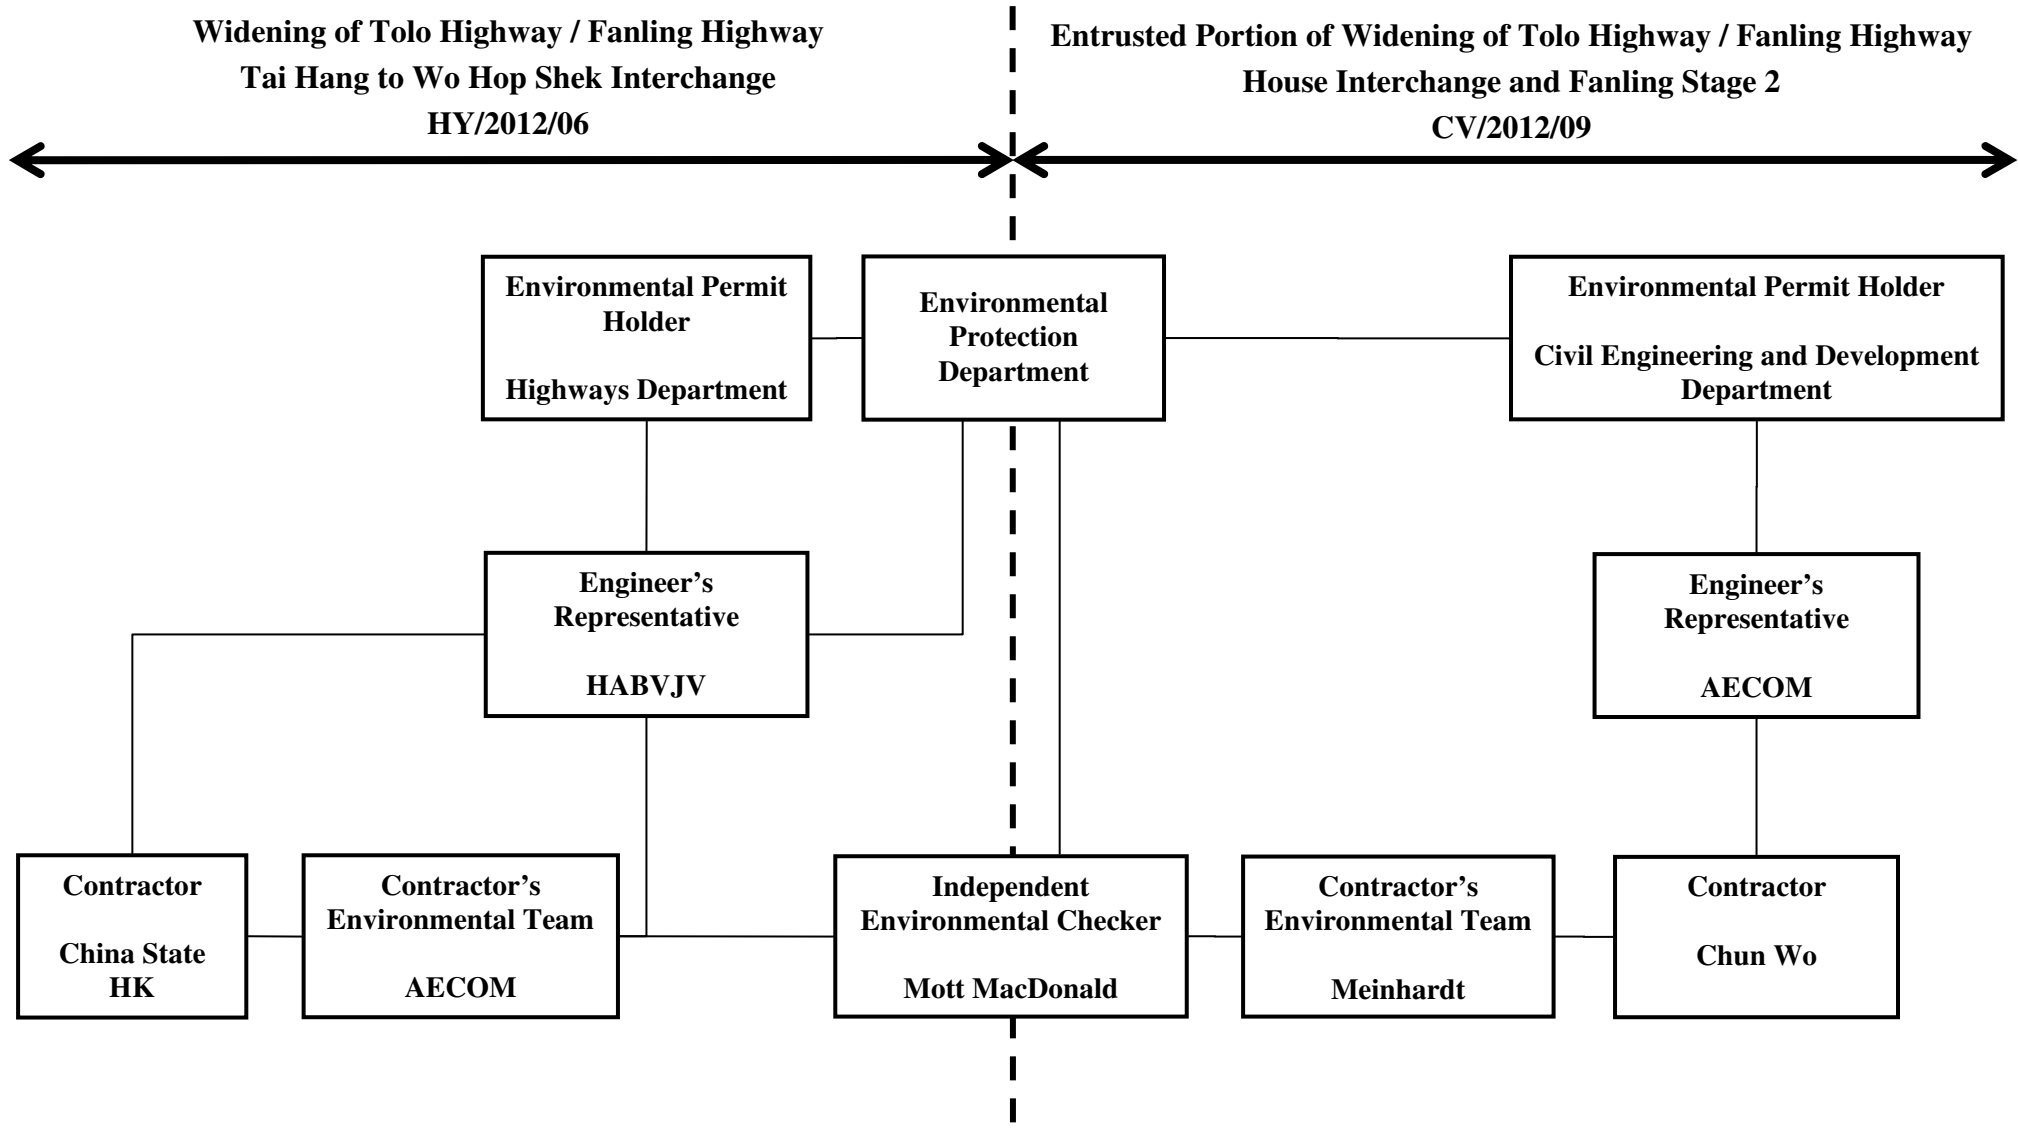 Widening of Tolo Highway / Fanling Highway
Tai Hang to Wo Hop Shek Interchange
HY/2012/06
Entrusted Portion of Widening of Tolo Highway / Fanling Highway
House Interchange and Fanling Stage 2
CV/2012/09
Environmental Permit
Holder
Highways Department
Environmental
Protection
Department
Environmental Permit Holder
Civil Engineering and Development
Department
Engineer’s
Representative
HABVJV
Engineer’s
Representative
AECOM
Contractor
China State
HK
Contractor’s
Environmental Team
AECOM
Independent
Environmental Checker
Mott MacDonald
Contractor’s
Environmental Team
Meinhardt
Contractor
Chun Wo